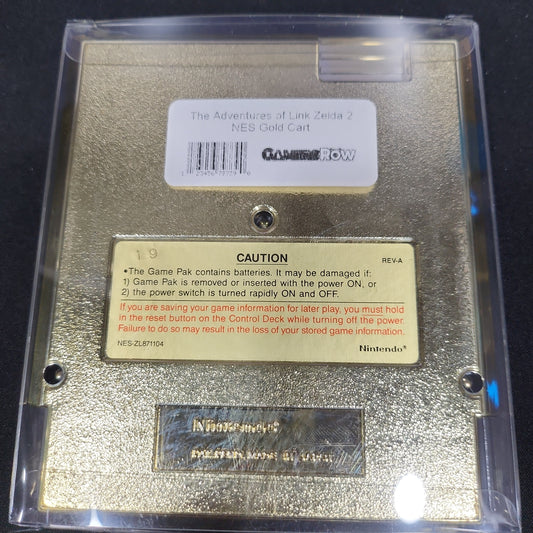 The Adventures of Link Zelda 2
NES Gold Cart
GAMERS ROW
19
CAUTION
REV-A
•The Game Pak contains batteries. It may be damaged if:
1) Game Pak is removed or inserted with the power ON, or
2) the power switch is turned rapidly ON and OFF.
If you are saving your game information for later play, you must hold
in the reset button on the Control Deck while turning off the power.
Failure to do so may result in the loss of your stored game information.
NES-ZL871104
Nintendo®
Nintendo®